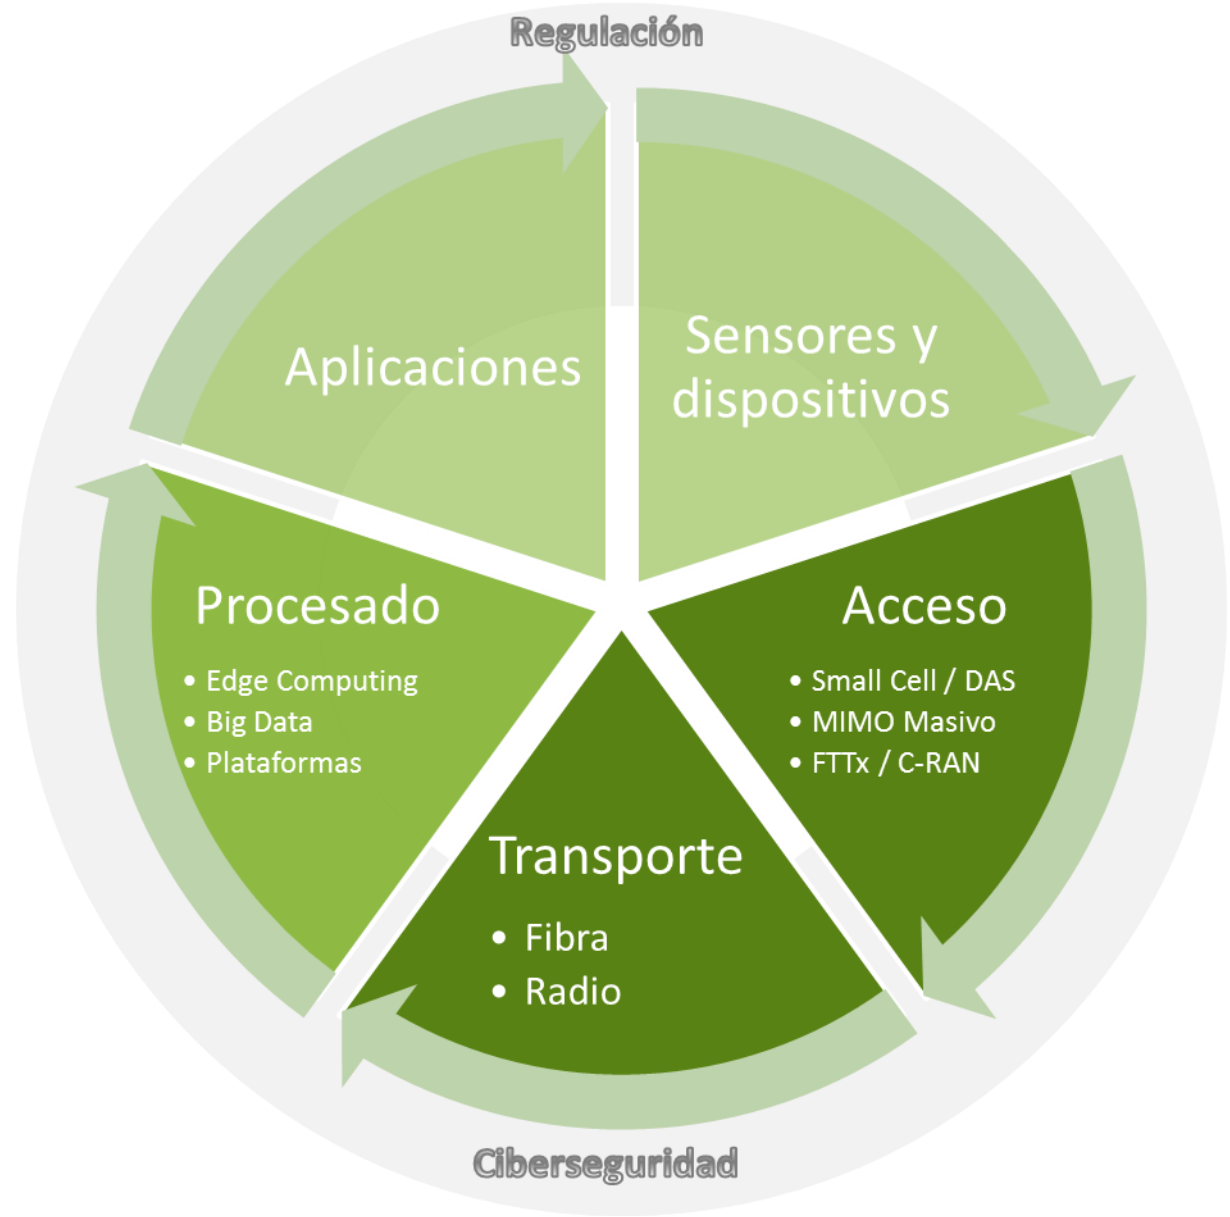 Regulación
Aplicaciones
Sensores y
dispositivos
Procesado
• Edge Computing
• Big Data
• Plataformas
Acceso
• Small Cell / DAS
• MIMO Masivo
• FTTx / C-RAN
Transporte
• Fibra
• Radio
Ciberseguridad